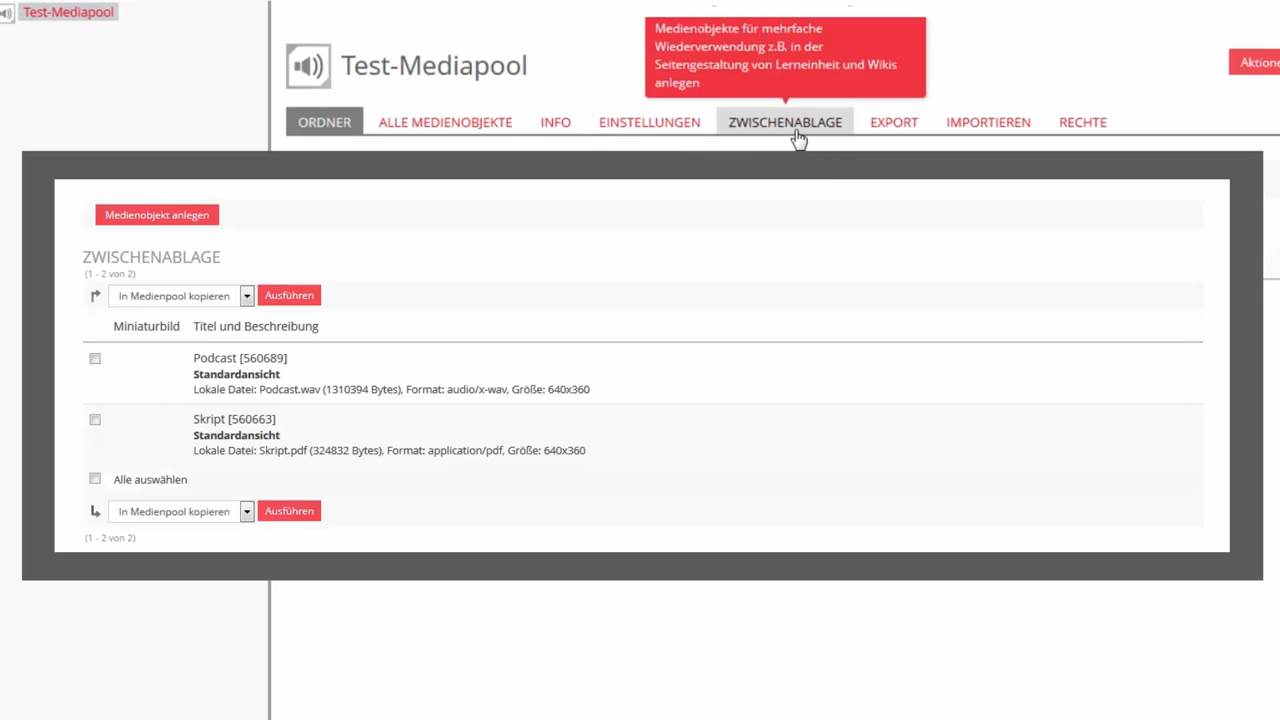 Test-Mediapool
Medienobjekte für mehrfache
Wiederverwendung z.B. in der
Seitengestaltung von Lerneinheit und Wikis
anlegen
Test-Mediapool
Aktione
ORDNER ALLE MEDIENOBJEKTE INFO EINSTELLUNGEN ZWISCHENABLAGE EXPORT IMPORTIEREN RECHTE
Medienobjekt anlegen
ZWISCHENABLAGE
(1 - 2 von 2)
In Medienpool kopieren Ausführen
Miniaturbild Titel und Beschreibung
Podcast [560689]
Standardansicht
Lokale Datei: Podcast.wav (1310394 Bytes), Format: audio/x-wav, Größe: 640x360
Skript [560663]
Standardansicht
Lokale Datei: Skript.pdf (324832 Bytes), Format: application/pdf, Größe: 640x360
Alle auswählen
In Medienpool kopieren Ausführen
(1 - 2 von 2)